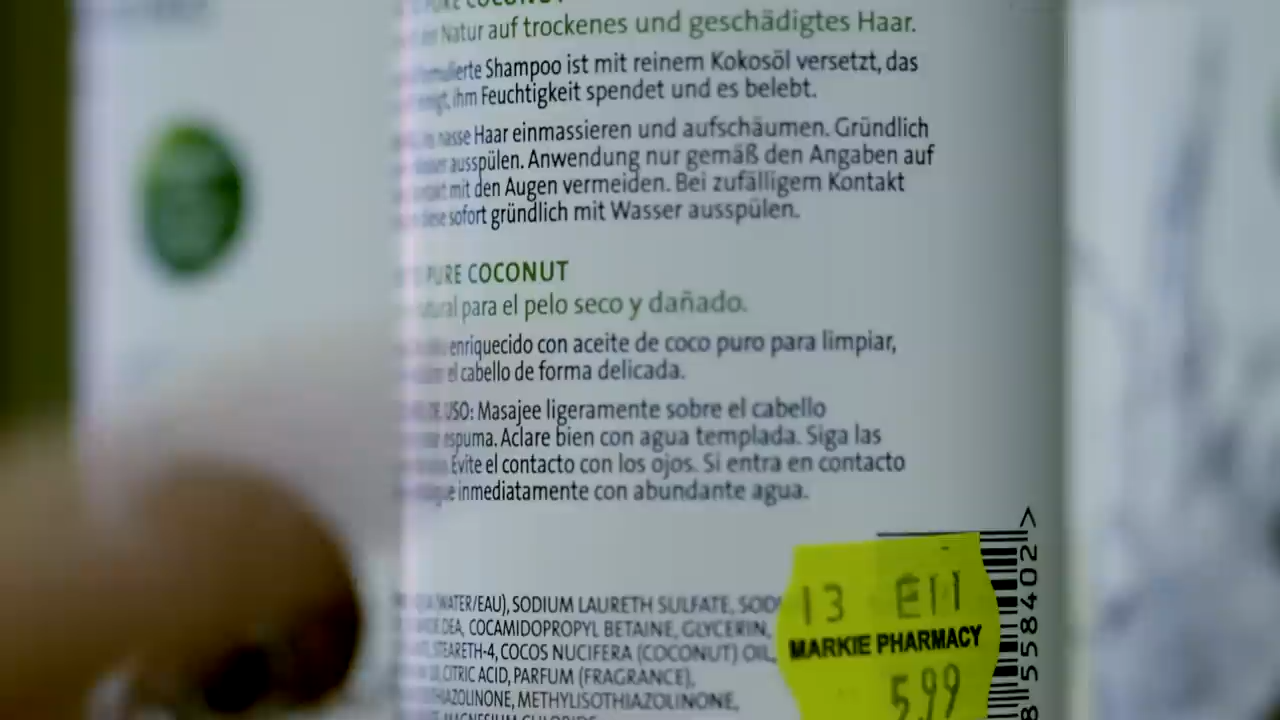 PURE COCONUT
Natur auf trockenes und geschädigtes Haar.
Shampoo ist mit reinem Kokosöl versetzt, das
ihm Feuchtigkeit spendet und es belebt.
nasse Haar einmassieren und aufschäumen. Gründlich
ausspülen. Anwendung nur gemäß den Angaben auf
mit den Augen vermeiden. Bei zufälligem Kontakt
diese sofort gründlich mit Wasser ausspülen.
PURE COCONUT
para el pelo seco y dañado.
enriquecido con aceite de coco puro para limpiar,
el cabello de forma delicada.
USO: Masajee ligeramente sobre el cabello
espuma. Aclare bien con agua templada. Siga las
Evite el contacto con los ojos. Si entra en contacto
inmediatamente con abundante agua.
WATER/EAU), SODIUM LAURETH SULFATE,
DEA, COCAMIDOPROPYL BETAINE, GLYCERIN,
COCOS NUCIFERA (COCONUT) OIL,
CITRIC ACID, PARFUM (FRAGRANCE),
METHYLISOTHIAZOLINONE,
13 E11
MARKIE PHARMACY
5.99
8558402>